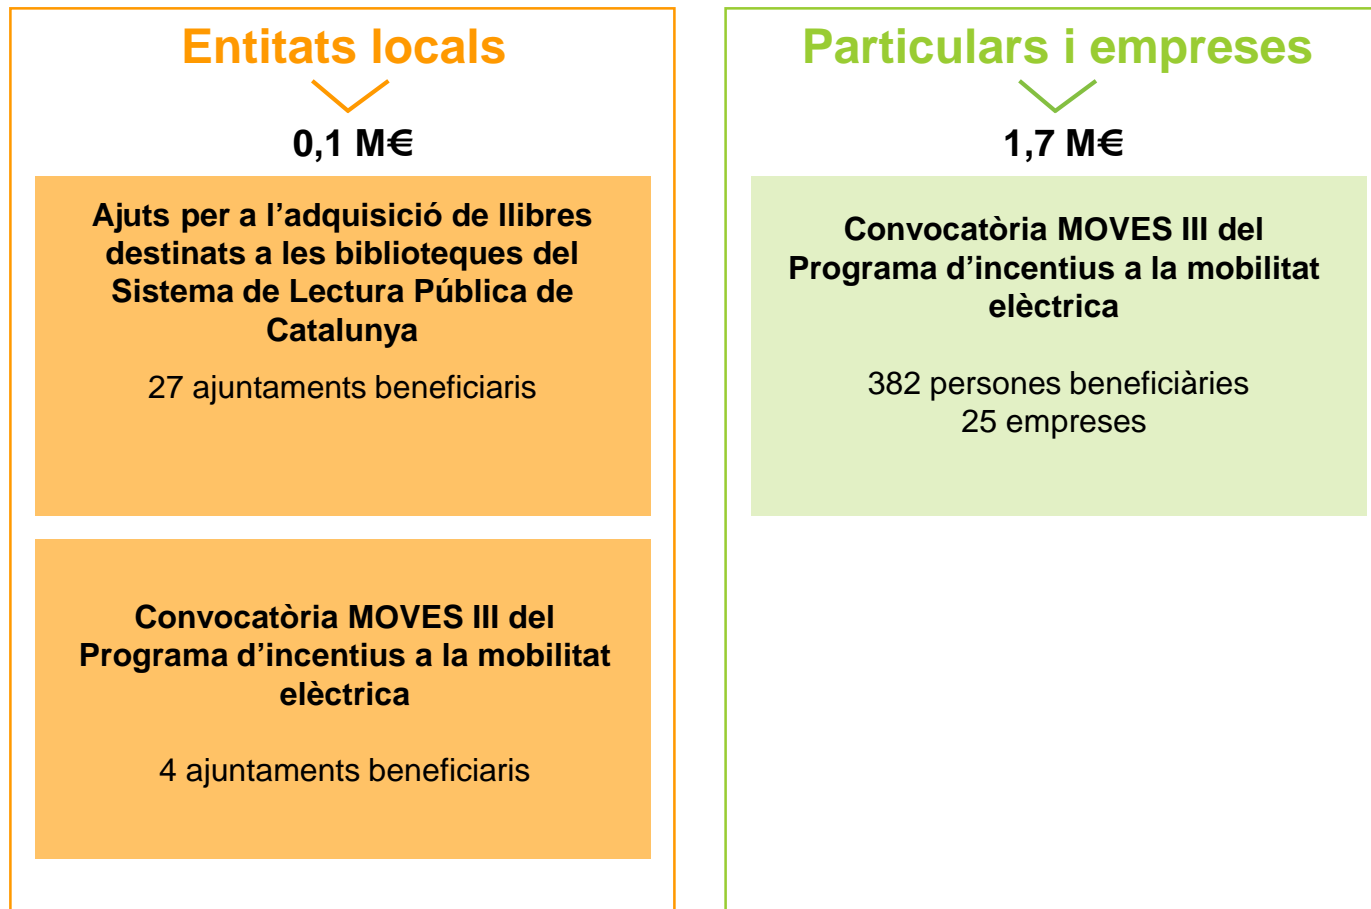 Entitats locals
0,1 M€
Ajuts per a l’adquisició de llibres
destinats a les biblioteques del
Sistema de Lectura Pública de
Catalunya
27 ajuntaments beneficiaris
Convocatòria MOVES III del
Programa d’incentius a la mobilitat
elèctrica
4 ajuntaments beneficiaris
Particulars i empreses
1,7 M€
Convocatòria MOVES III del
Programa d’incentius a la mobilitat
elèctrica
382 persones beneficiàries
25 empreses